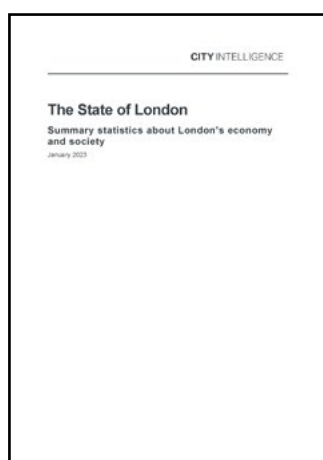 CITY INTELLIGENCE
The State of London
Summary statistics about London's economy
and society
January 2023